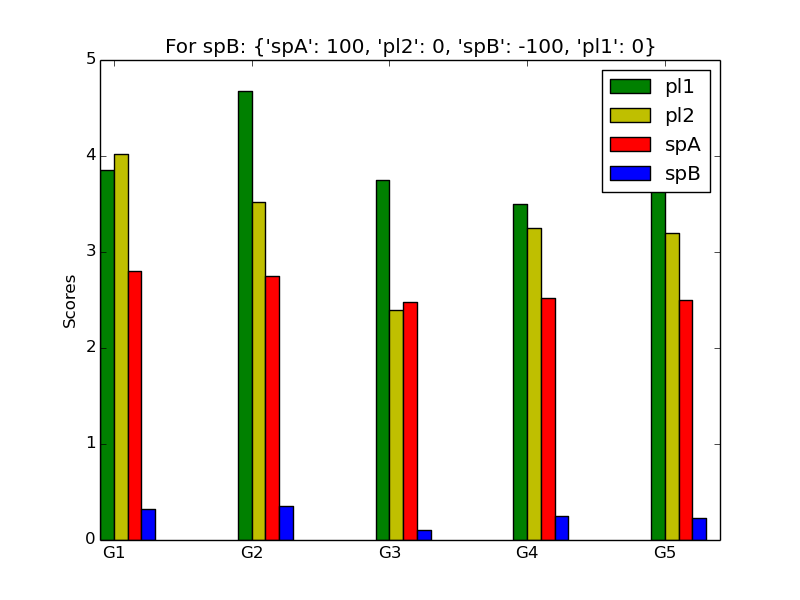 For spB: {'spA': 100, 'pl2': 0, 'spB': -100, 'pl1': 0}
5
4
3
2
1
0
Scores
pl1
pl2
spA
spB
G1 G2 G3 G4 G5